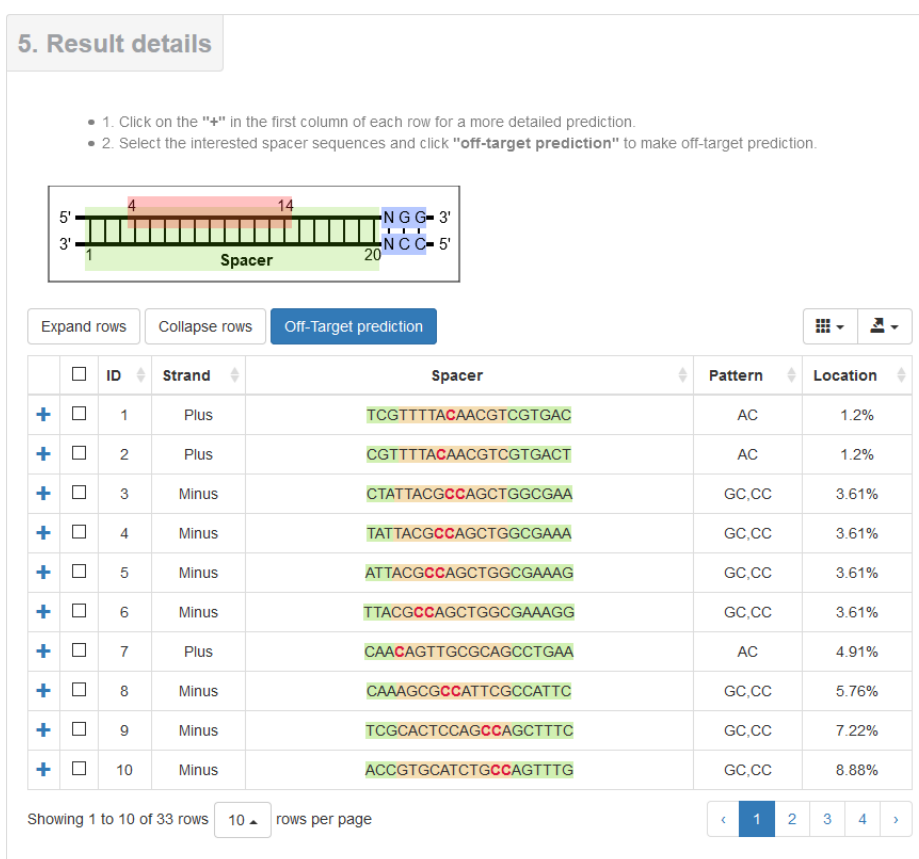 5. Result details
1. Click on the "+" in the first column of each row for a more detailed prediction.
2. Select the interested spacer sequences and click "off-target prediction" to make off-target prediction.
4 14
5' N G G 3'
3' N C C 5'
1 Spacer 20
Expand rows Collapse rows Off-Target prediction
ID Strand Spacer Pattern Location
+ 1 Plus TCGTTTTACAACGTCGTGAC AC 1.2%
+ 2 Plus CGTTTTACAACGTCGTGACT AC 1.2%
+ 3 Minus CTATTACGCCAGCTGGCGAA GC,CC 3.61%
+ 4 Minus TATTACGCCAGCTGGCGAAA GC,CC 3.61%
+ 5 Minus ATTACGCCAGCTGGCGAAAG GC,CC 3.61%
+ 6 Minus TTACGCCAGCTGGCGAAAGG GC,CC 3.61%
+ 7 Plus CAACAGTTGCGCAGCCTGAA AC 4.91%
+ 8 Minus CAAAGCGCCATTCGCCATTC GC,CC 5.76%
+ 9 Minus TCGCACTCCAGCCAGCTTTC GC,CC 7.22%
+ 10 Minus ACCGTGCATCTGCCAGTTTG GC,CC 8.88%
Showing 1 to 10 of 33 rows 10 rows per page ‹ 1 2 3 4 ›